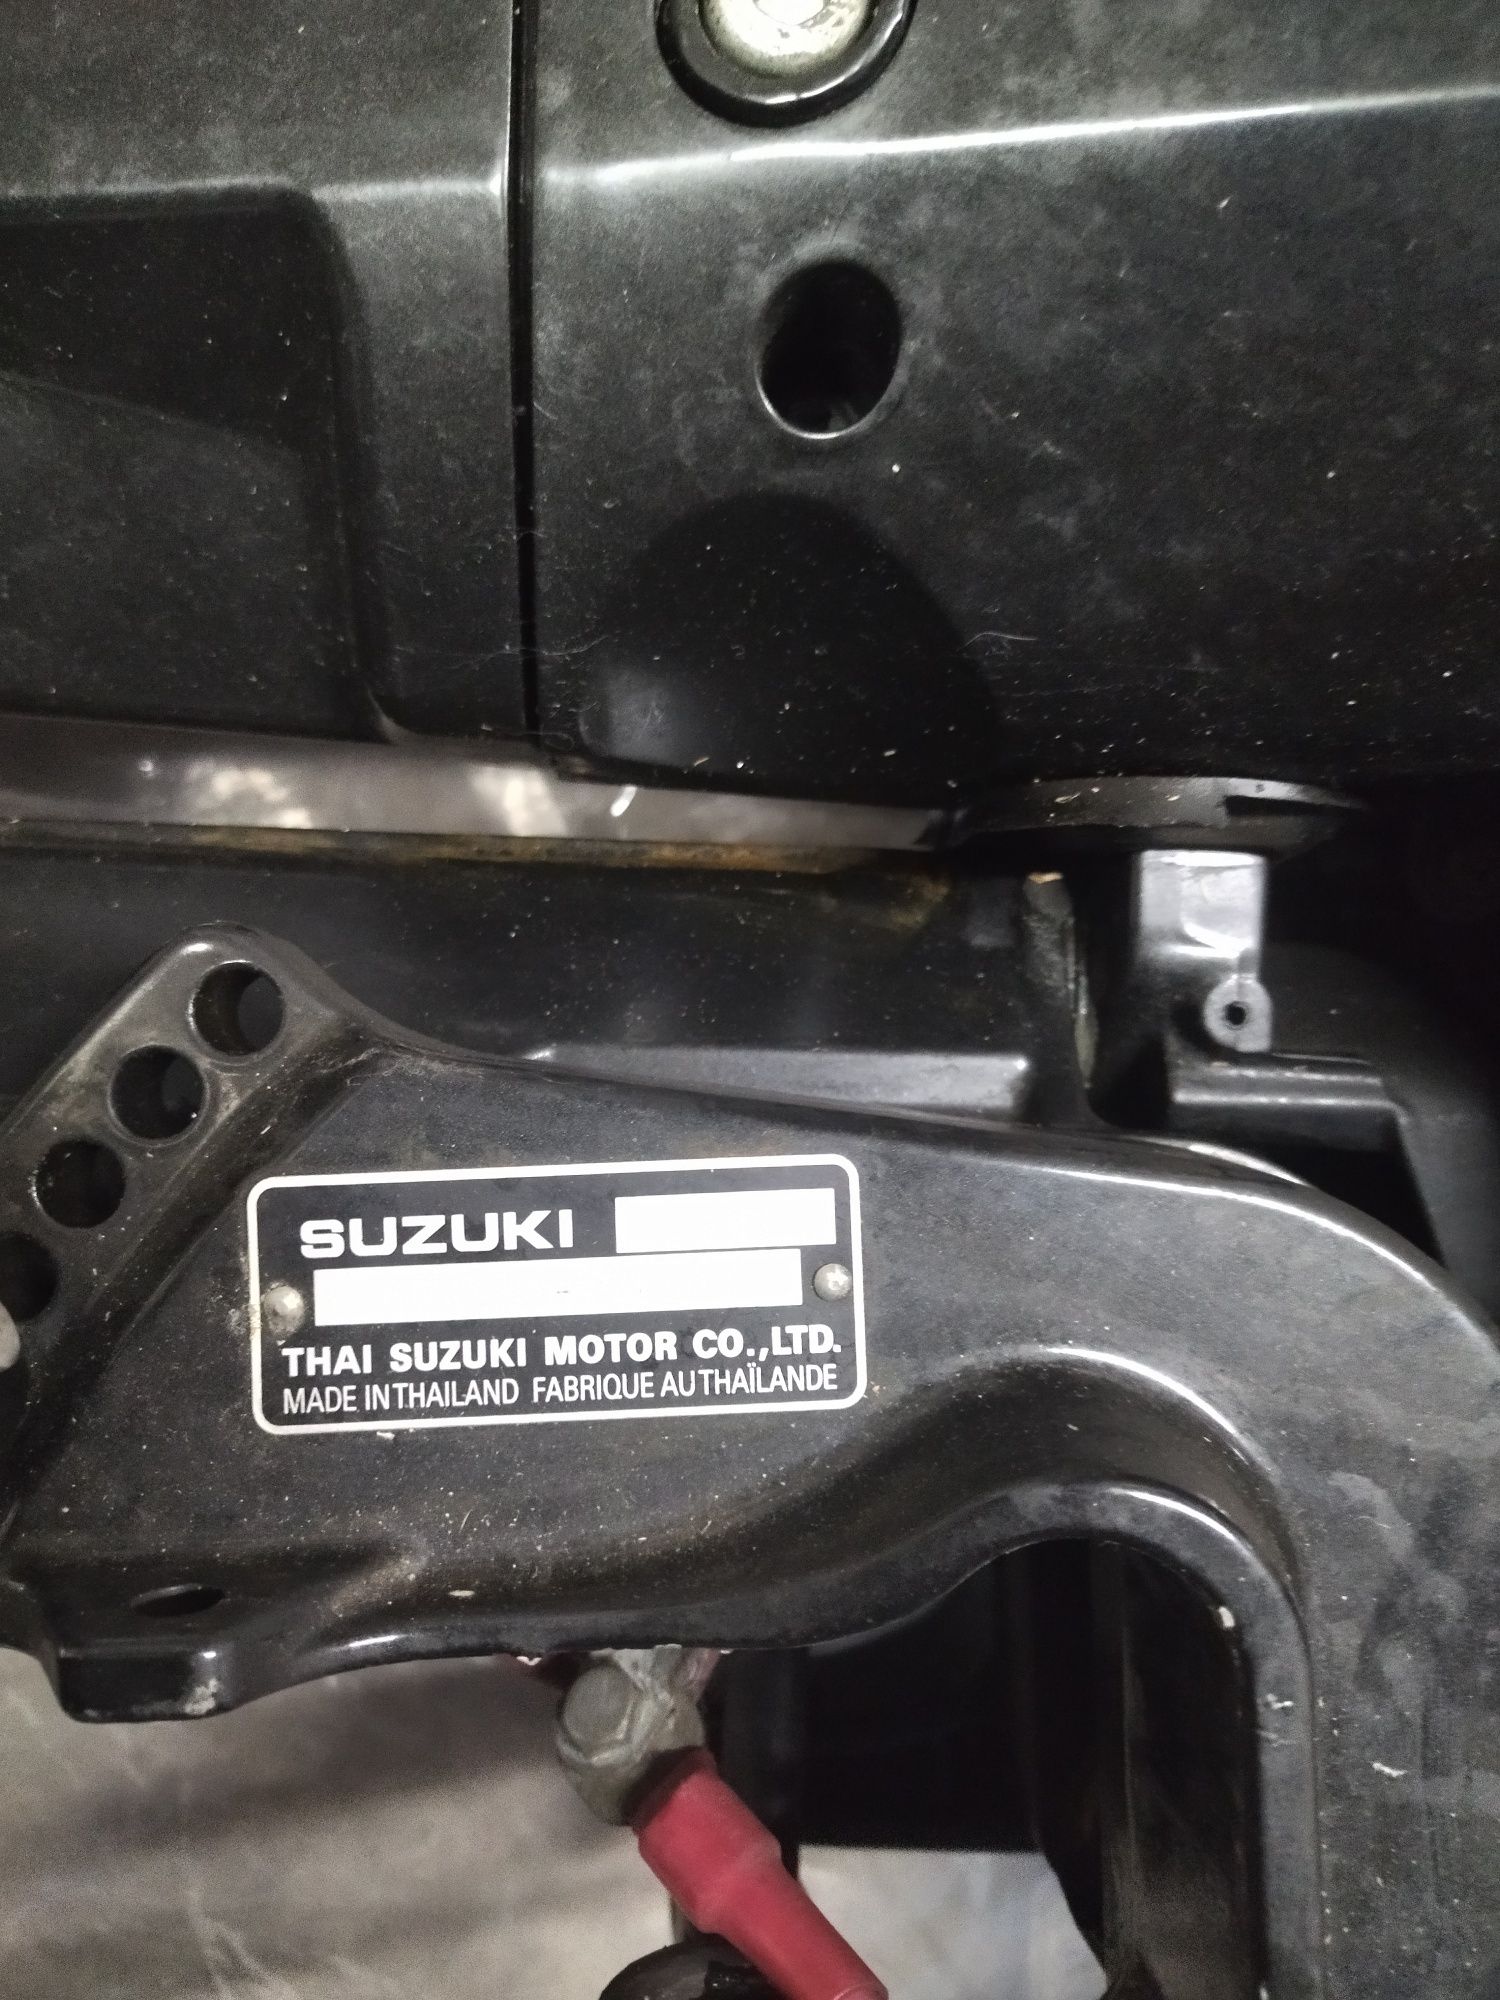 SUZUKI
THAI SUZUKI MOTOR CO.,LTD.
MADE IN THAILAND FABRIQUE AU THAÏLANDE